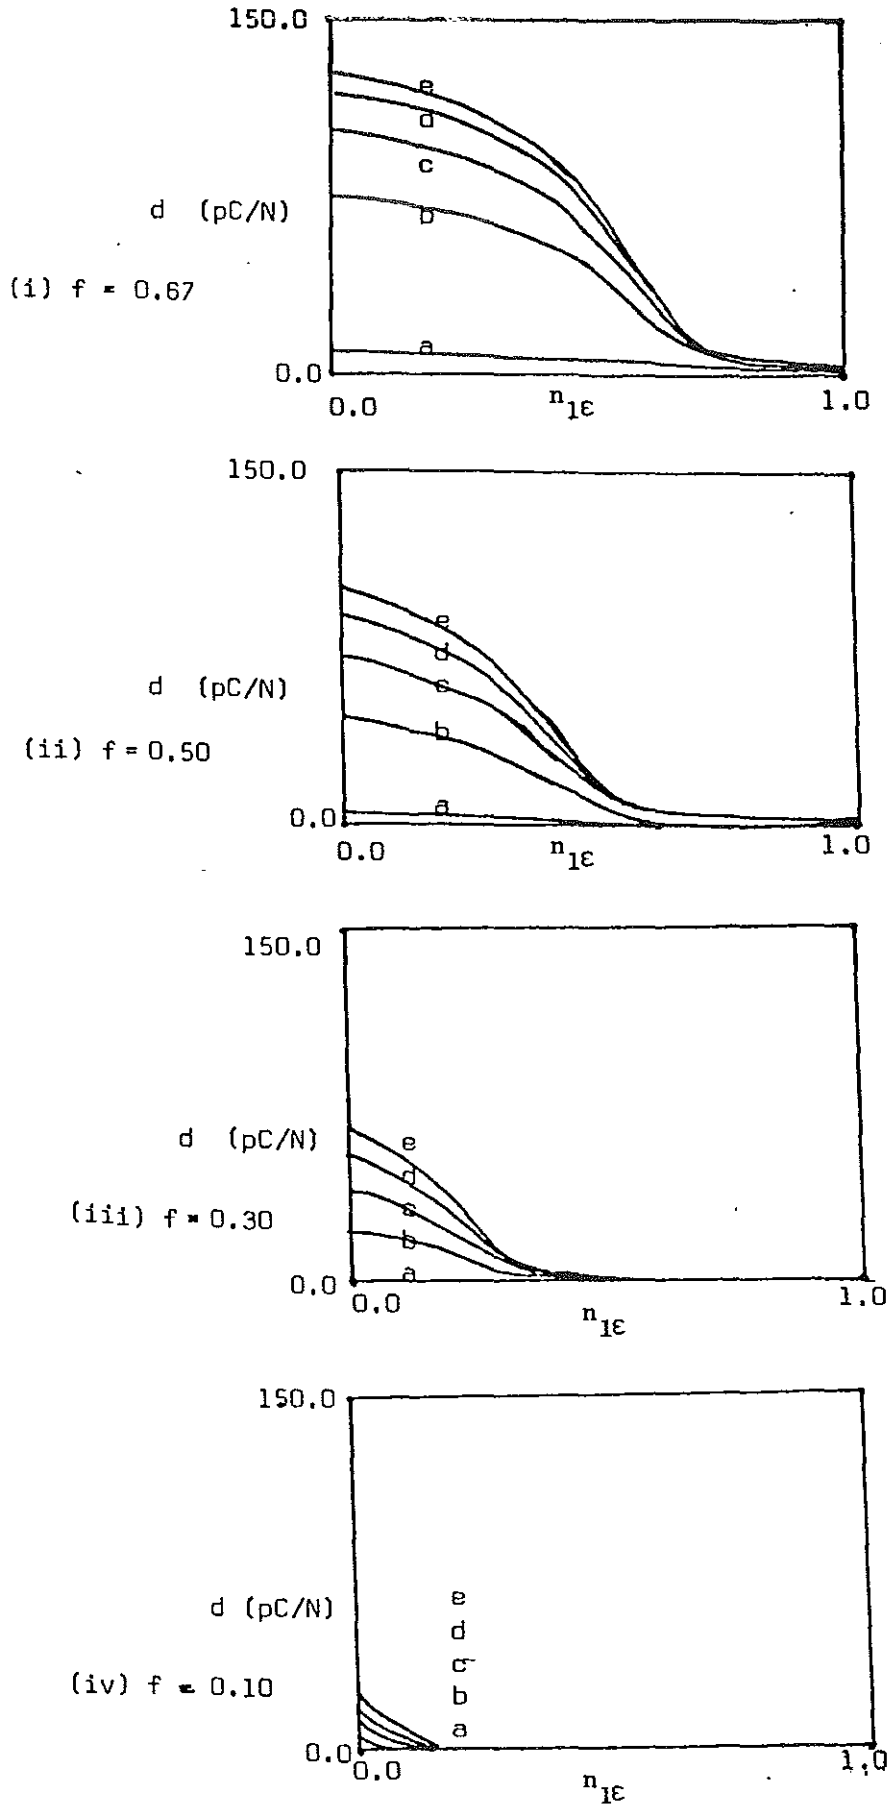 150.0
e
d
c
d (pC/N)
b
(i) f = 0.67
a
0.0
0.0 n1ε 1.0
150.0
e
d
c
d (pC/N)
b
(ii) f = 0.50
a
0.0
0.0 n1ε 1.0
150.0
d (pC/N)
e
d
c
(iii) f = 0.30
b
a
0.0
0.0 n1ε 1.0
150.0
e
d (pC/N)
d
c
(iv) f = 0.10
b
a
0.0
0.0 n1ε 1.0